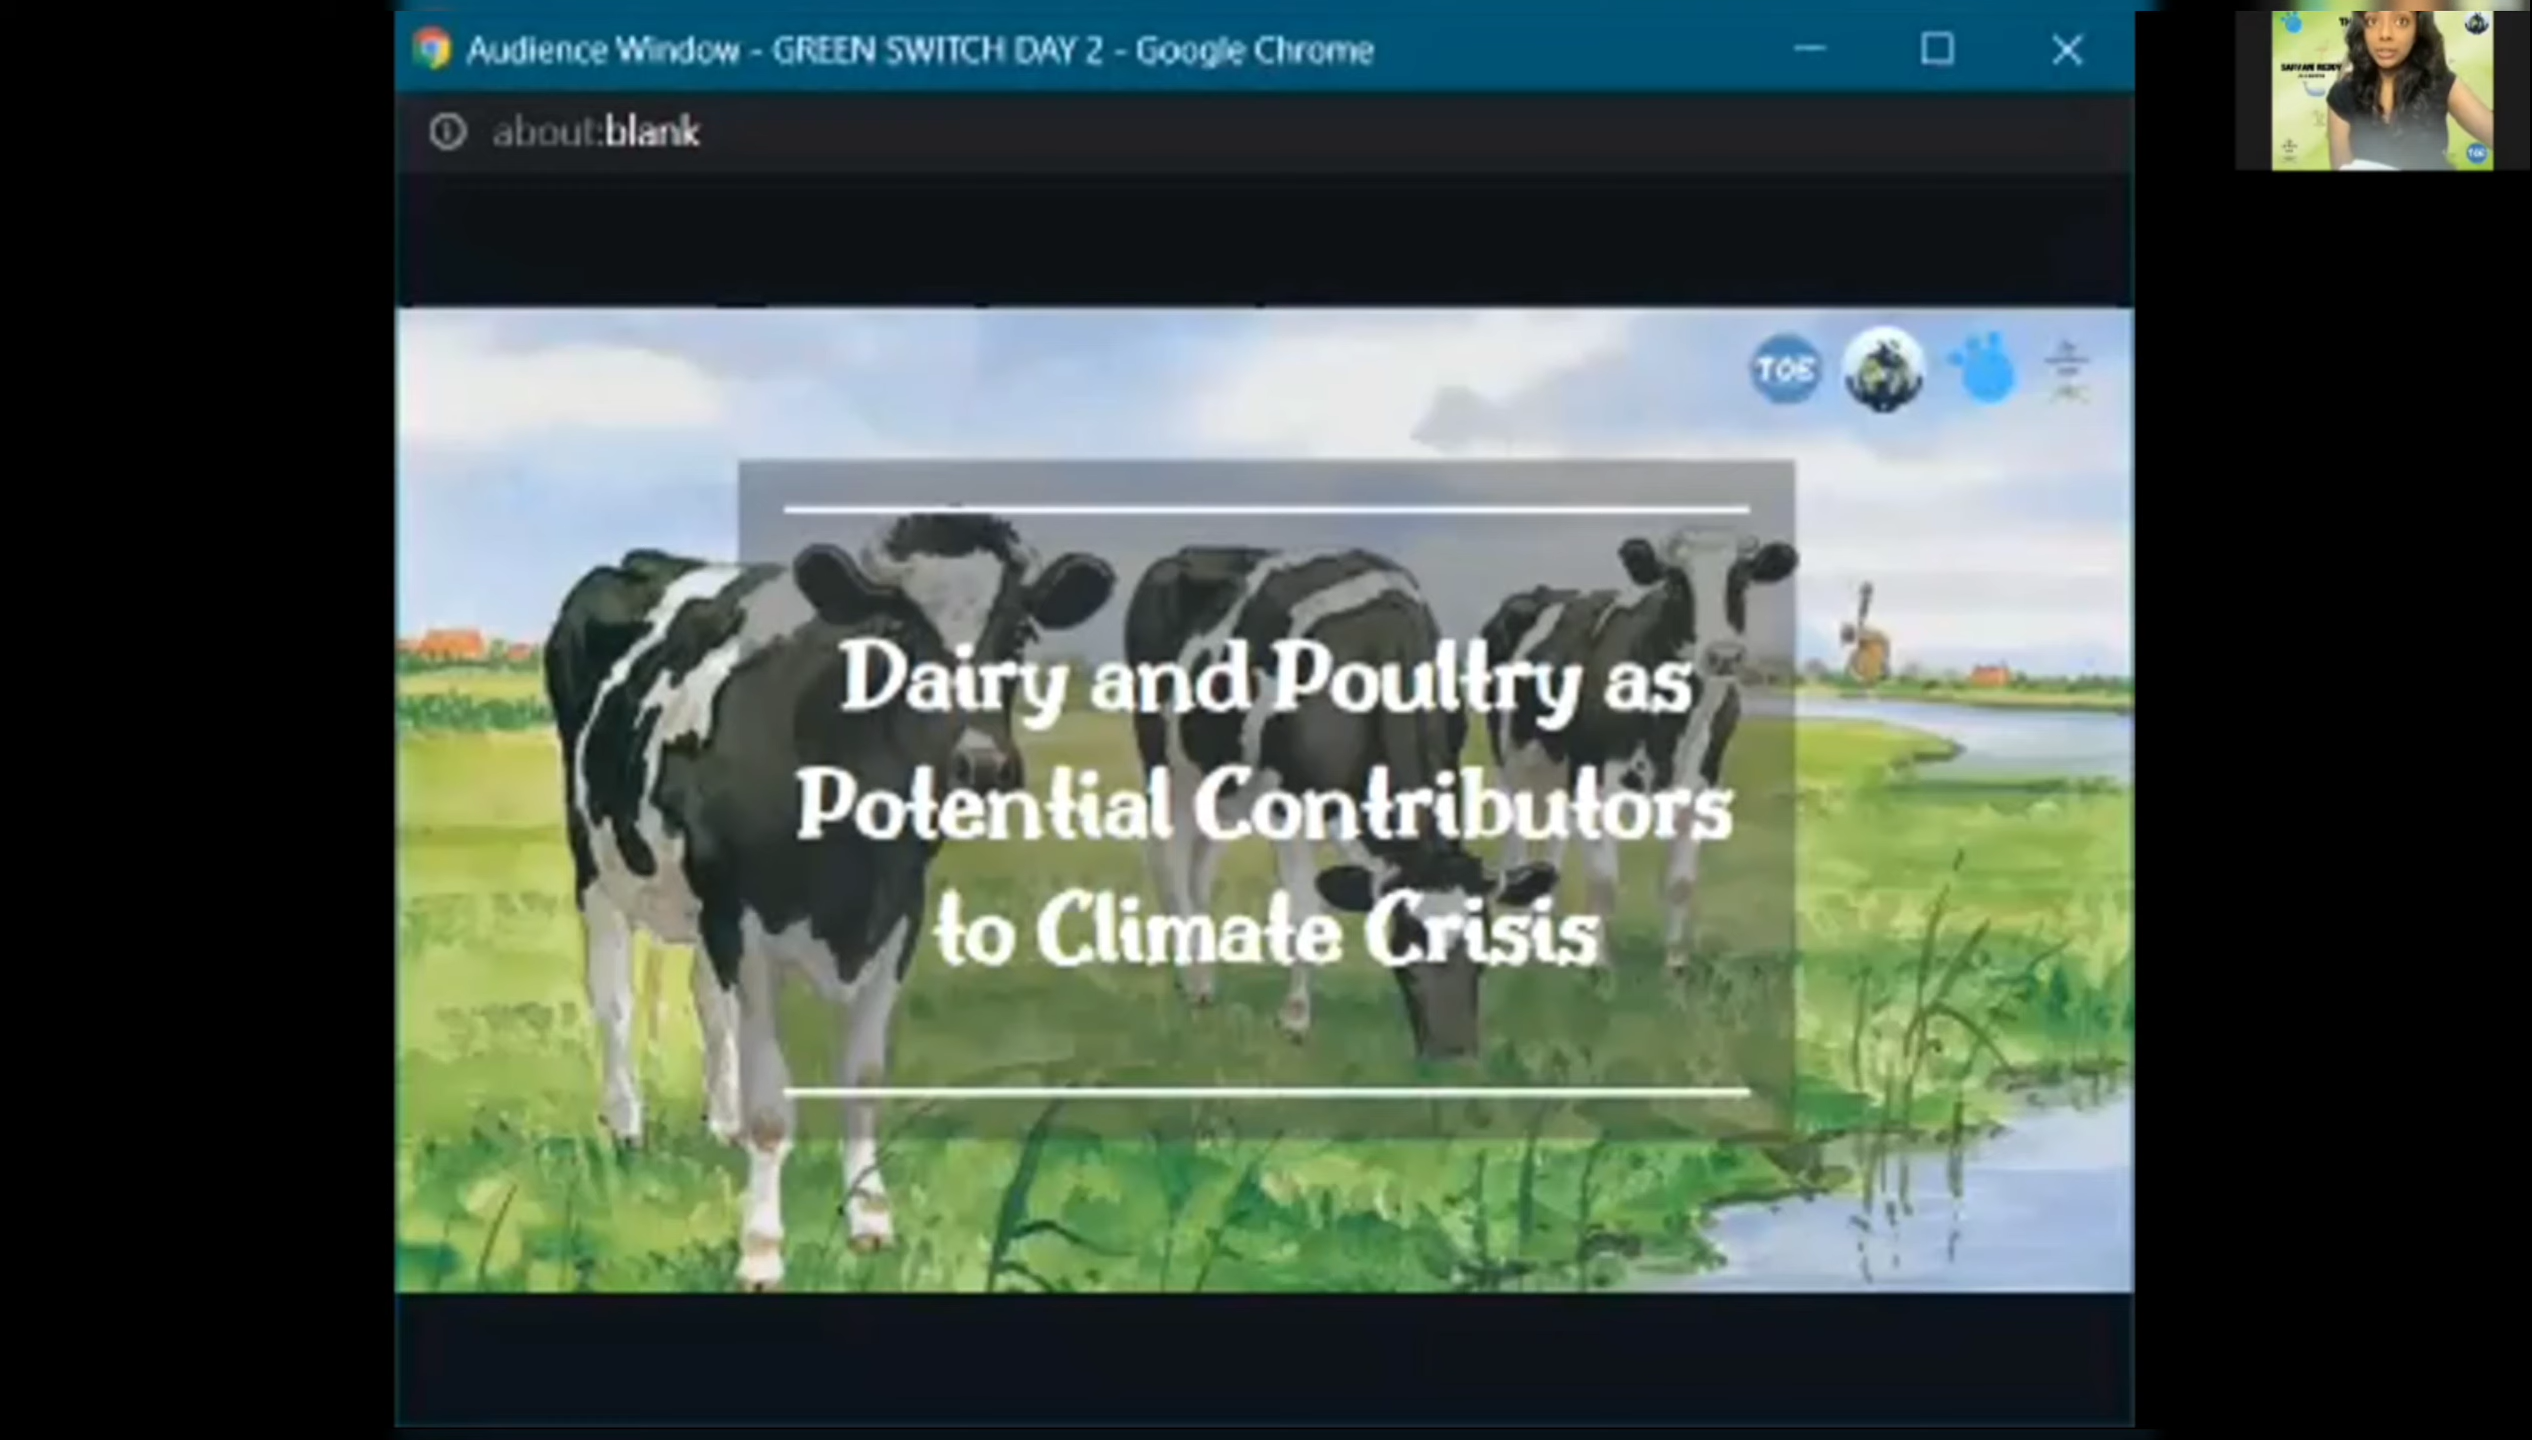 Audience Window - GREEN SWITCH DAY 2 - Google Chrome
about:blank
TOE
Dairy and Poultry as
Potential Contributors
to Climate Crisis